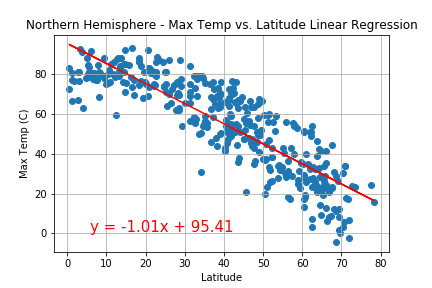 Northern Hemisphere - Max Temp vs. Latitude Linear Regression
Max Temp (C)
80
60
40
20
0
y = -1.01x + 95.41
0 10 20 30 40 50 60 70 80
Latitude